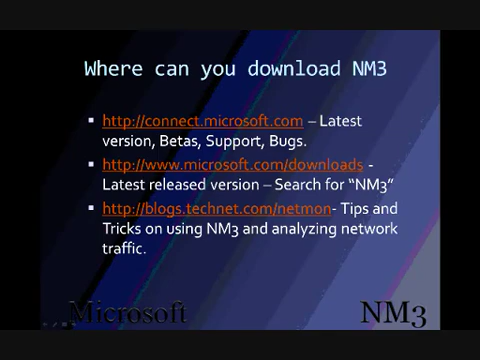 Where can you download NM3
▪ http://connect.microsoft.com – Latest
version, Betas, Support, Bugs.
▪ http://www.microsoft.com/downloads -
Latest released version – Search for “NM3”
▪ http://blogs.technet.com/netmon- Tips and
Tricks on using NM3 and analyzing network
traffic.
Microsoft NM3